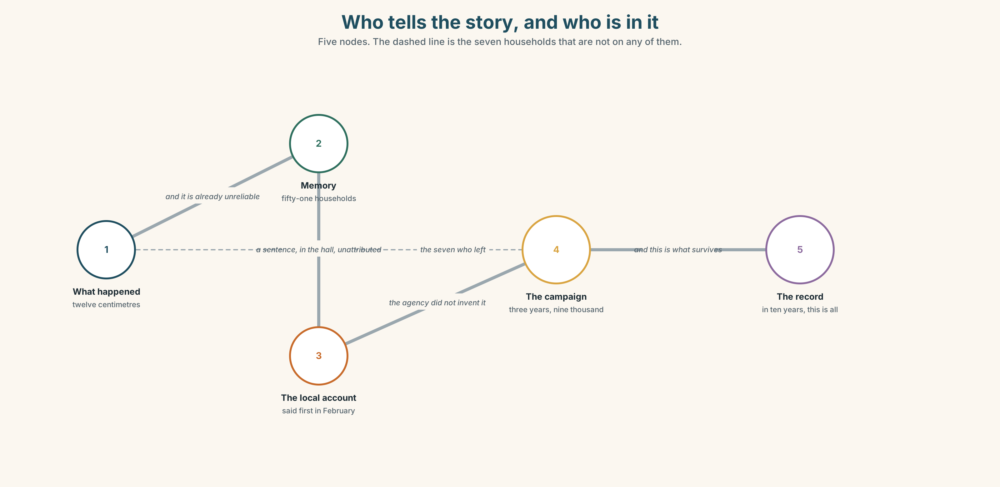 Who tells the story, and who is in it
Five nodes. The dashed line is the seven households that are not on any of them.
2
Memory
fifty-one households
and it is already unreliable
1
What happened
twelve centimetres
a sentence, in the hall, unattributed
the seven who left
4
The campaign
three years, nine thousand
and this is what survives
5
The record
in ten years, this is all
the agency did not invent it
3
The local account
said first in February